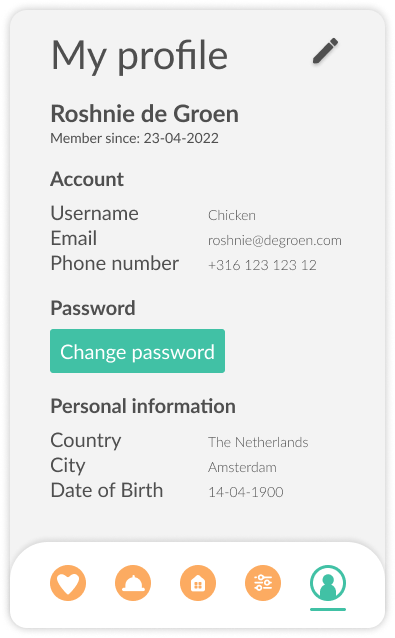 My profile
Roshnie de Groen
Member since: 23-04-2022
Account
Username Chicken
Email roshnie@degroen.com
Phone number +316 123 123 12
Password
Change password
Personal information
Country The Netherlands
City Amsterdam
Date of Birth 14-04-1900